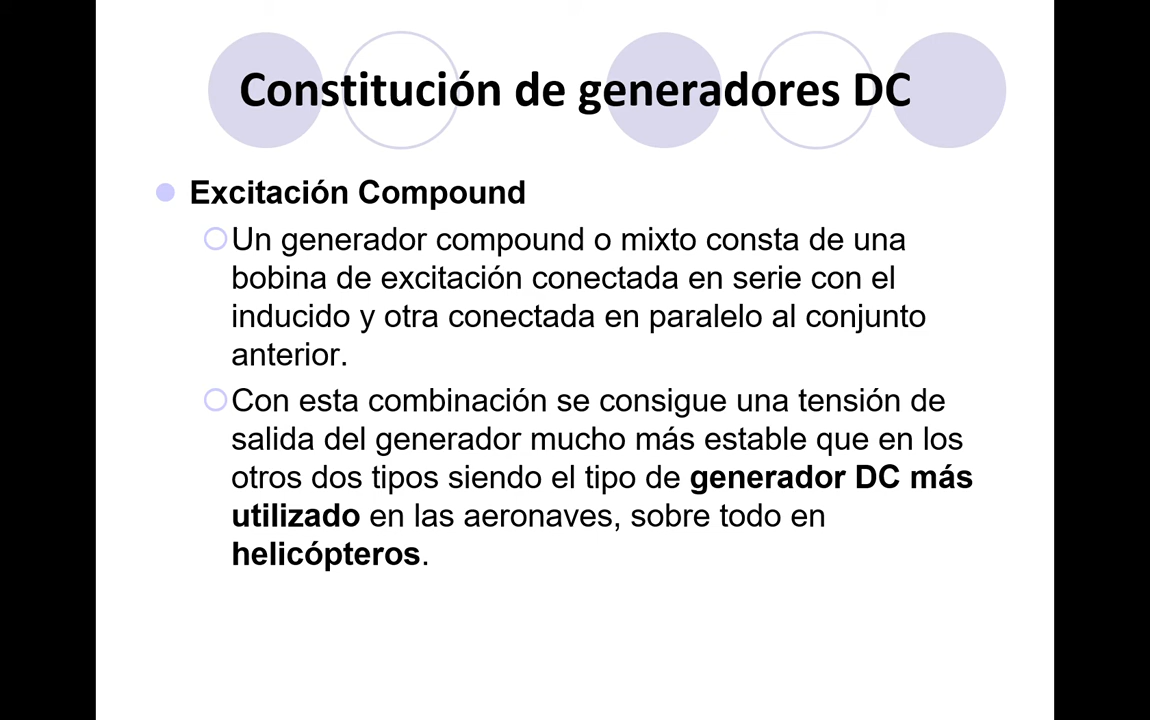 Constitución de generadores DC
Excitación Compound
Un generador compound o mixto consta de una
bobina de excitación conectada en serie con el
inducido y otra conectada en paralelo al conjunto
anterior.
Con esta combinación se consigue una tensión de
salida del generador mucho más estable que en los
otros dos tipos siendo el tipo de generador DC más
utilizado en las aeronaves, sobre todo en
helicópteros.